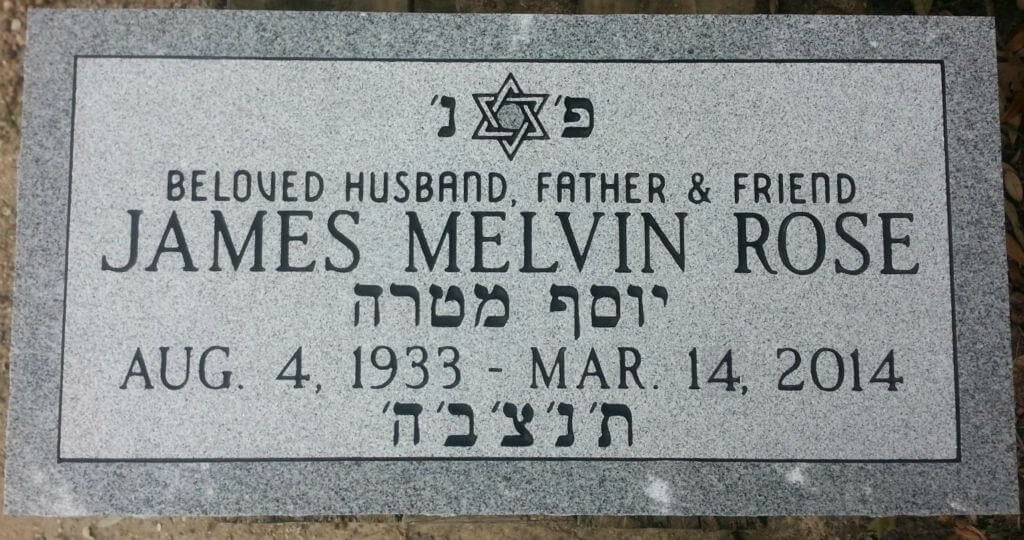 פ׳ נ׳
BELOVED HUSBAND, FATHER & FRIEND
JAMES MELVIN ROSE
יוסף מטרה
AUG. 4, 1933 - MAR. 14, 2014
ת׳נ׳צ׳ב׳ה׳